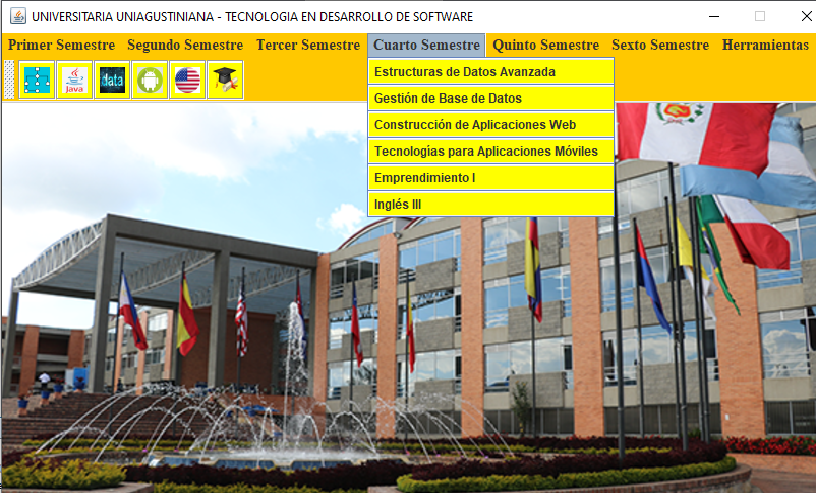 UNIVERSITARIA UNIAGUSTINIANA - TECNOLOGIA EN DESARROLLO DE SOFTWARE
Primer Semestre Segundo Semestre Tercer Semestre Cuarto Semestre Quinto Semestre Sexto Semestre Herramientas
Java data
Estructuras de Datos Avanzada
Gestión de Base de Datos
Construcción de Aplicaciones Web
Tecnologías para Aplicaciones Móviles
Emprendimiento I
Inglés III